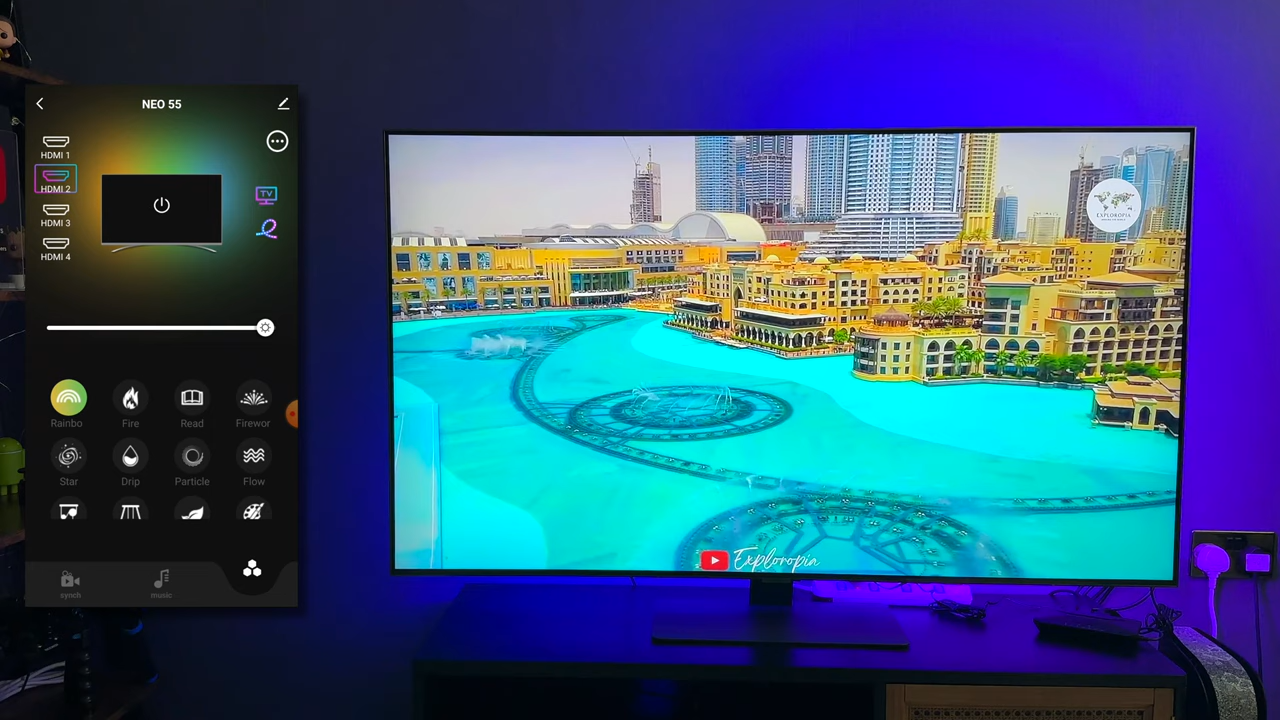 NEO 55
HDMI 1
HDMI 2
HDMI 3
HDMI 4
TV
Rainbo
Fire
Read
Firewor
Star
Drip
Particle
Flow
synch
music
EXPLOROPIA
Exploropia